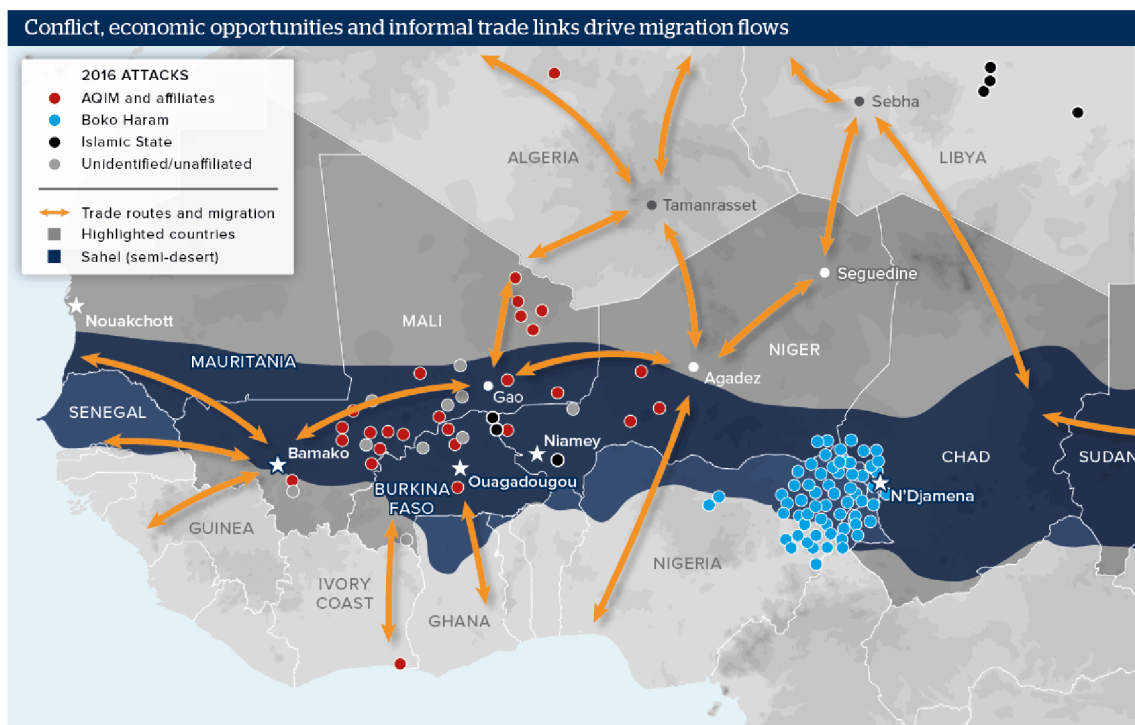 Conflict, economic opportunities and informal trade links drive migration flows
2016 ATTACKS
AQIM and affiliates
Boko Haram
Islamic State
Unidentified/unaffiliated
Trade routes and migration
Highlighted countries
Sahel (semi-desert)
Sebha
ALGERIA
LIBYA
Tamanrasset
Seguedine
Nouakchott
MALI
NIGER
MAURITANIA
Agadez
Gao
SENEGAL
Niamey
Bamako
CHAD
SUDAN
Ouagadougou
BURKINA
FASO
N'Djamena
GUINEA
NIGERIA
IVORY
COAST
GHANA